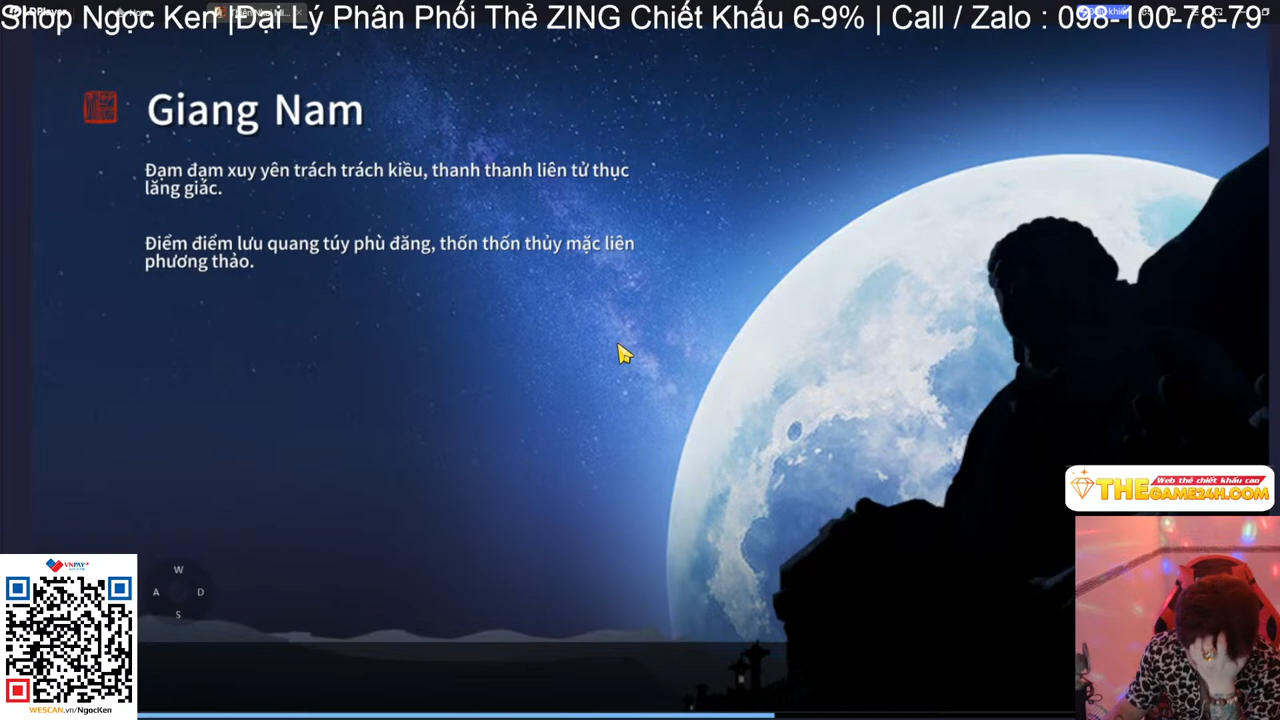 Shop Ngọc Ken |Đại Lý Phân Phối Thẻ ZING Chiết Khấu 6-9% | Call / Zalo : 098-100-78-79
Giang Nam
Đạm đạm xuy yên trách trách kiều, thanh thanh liên tử thục
lăng giác.
Điểm điểm lưu quang túy phù đăng, thốn thốn thủy mặc liên
phương thảo.
Web thẻ chiết khấu cao
THEGAME24H.COM
VNPAY
W
A D
S
WESCAN.vn/NgocKen